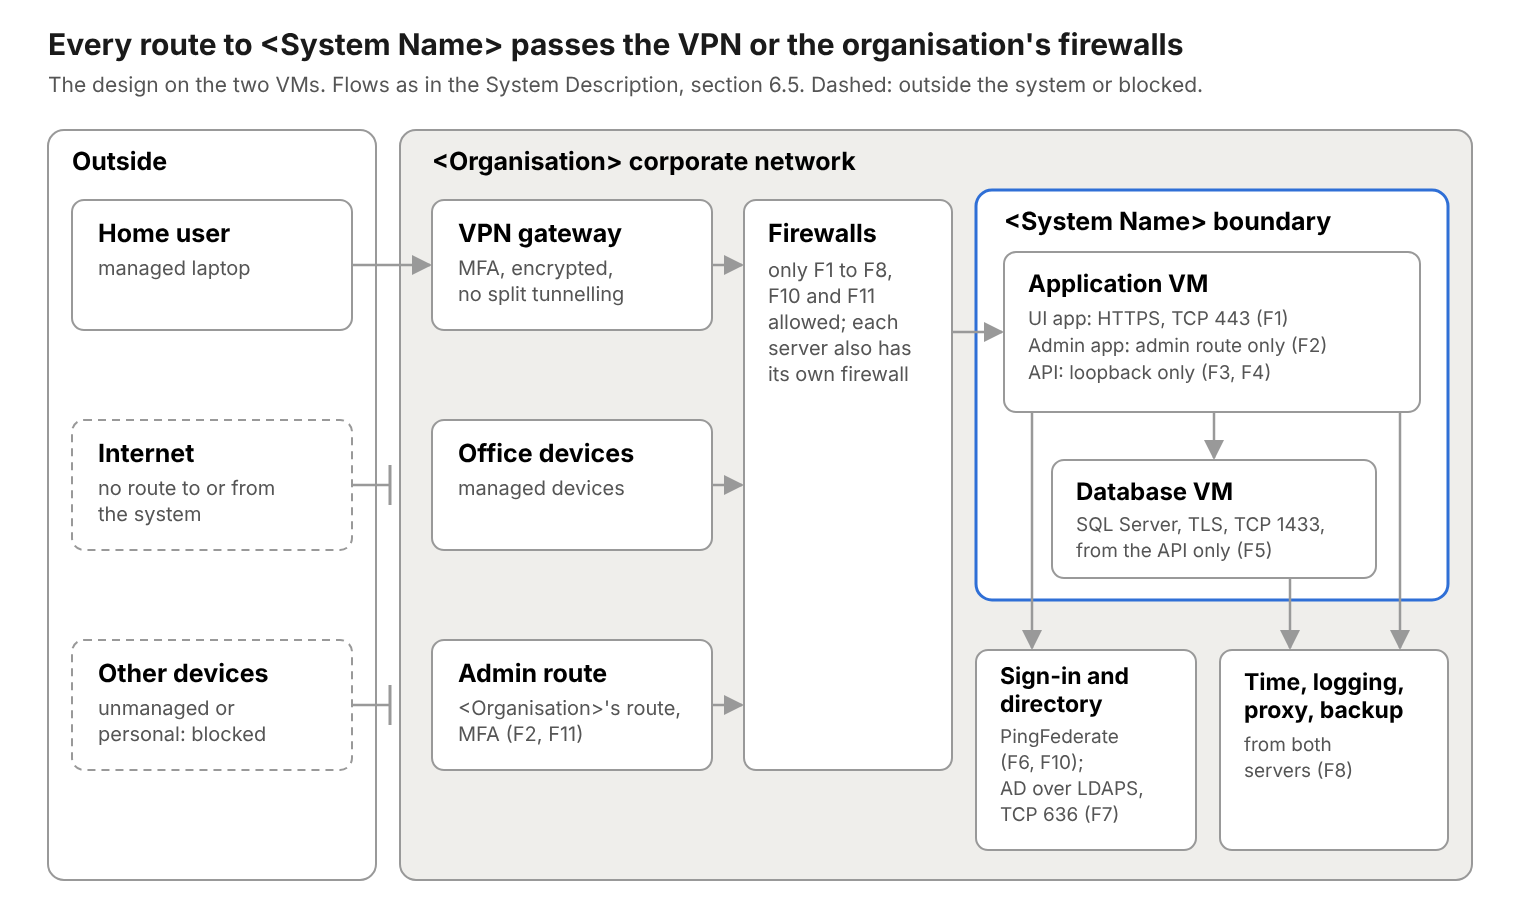 Every route to <System Name> passes the VPN or the organisation's firewalls
The design on the two VMs. Flows as in the System Description, section 6.5. Dashed: outside the system or blocked.
Outside
Home user
managed laptop
Internet
no route to or from
the system
Other devices
unmanaged or
personal: blocked
<Organisation> corporate network
VPN gateway
MFA, encrypted,
no split tunnelling
Office devices
managed devices
Admin route
<Organisation>'s route,
MFA (F2, F11)
Firewalls
only F1 to F8,
F10 and F11
allowed; each
server also has
its own firewall
<System Name> boundary
Application VM
UI app: HTTPS, TCP 443 (F1)
Admin app: admin route only (F2)
API: loopback only (F3, F4)
Database VM
SQL Server, TLS, TCP 1433,
from the API only (F5)
Sign-in and
directory
PingFederate
(F6, F10);
AD over LDAPS,
TCP 636 (F7)
Time, logging,
proxy, backup
from both
servers (F8)